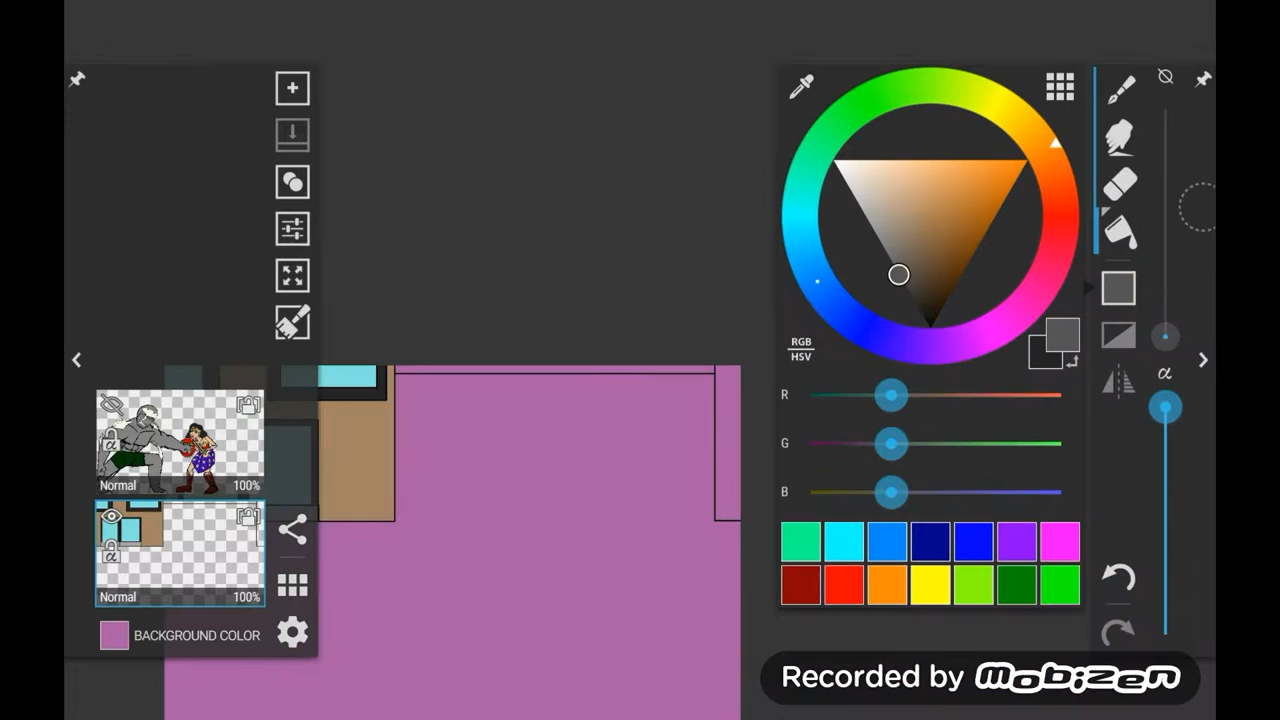 Normal 100%
Normal 100%
BACKGROUND COLOR
RGB
HSV
R
G
B
α
α
α
Recorded by mobizen